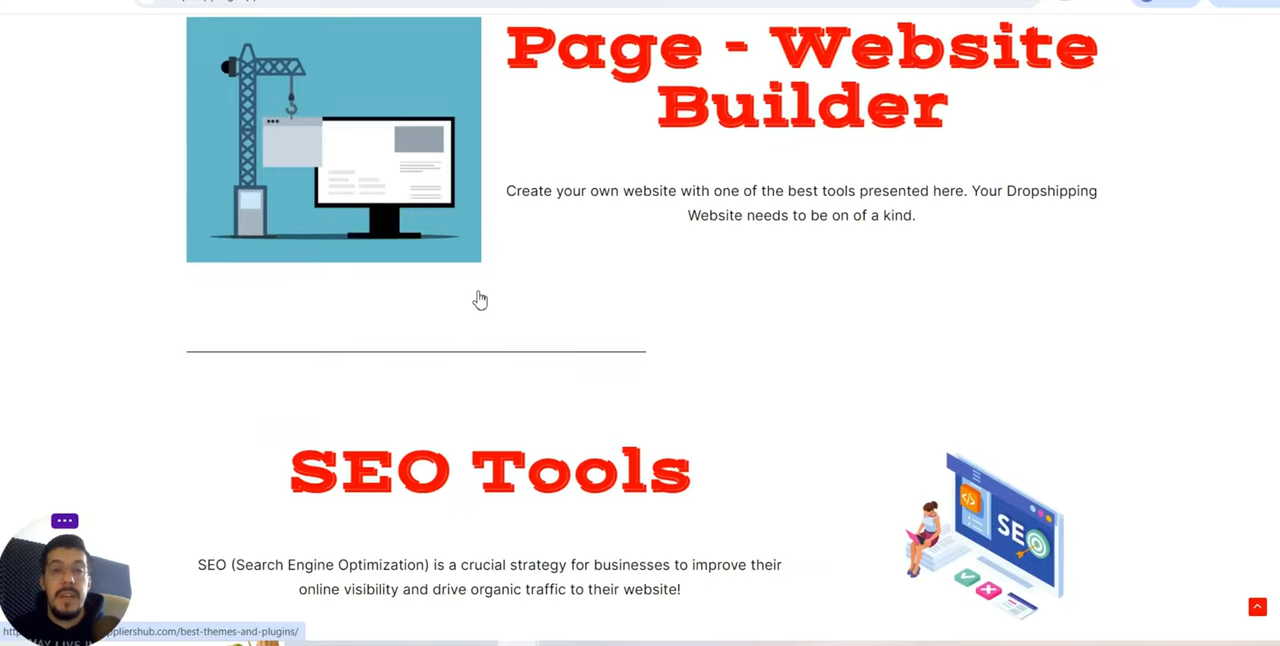 Page - Website
Builder
Create your own website with one of the best tools presented here. Your Dropshipping
Website needs to be on of a kind.
SEO Tools
SEO
SEO (Search Engine Optimization) is a crucial strategy for businesses to improve their
online visibility and drive organic traffic to their website!
ppliershub.com/best-themes-and-plugins/